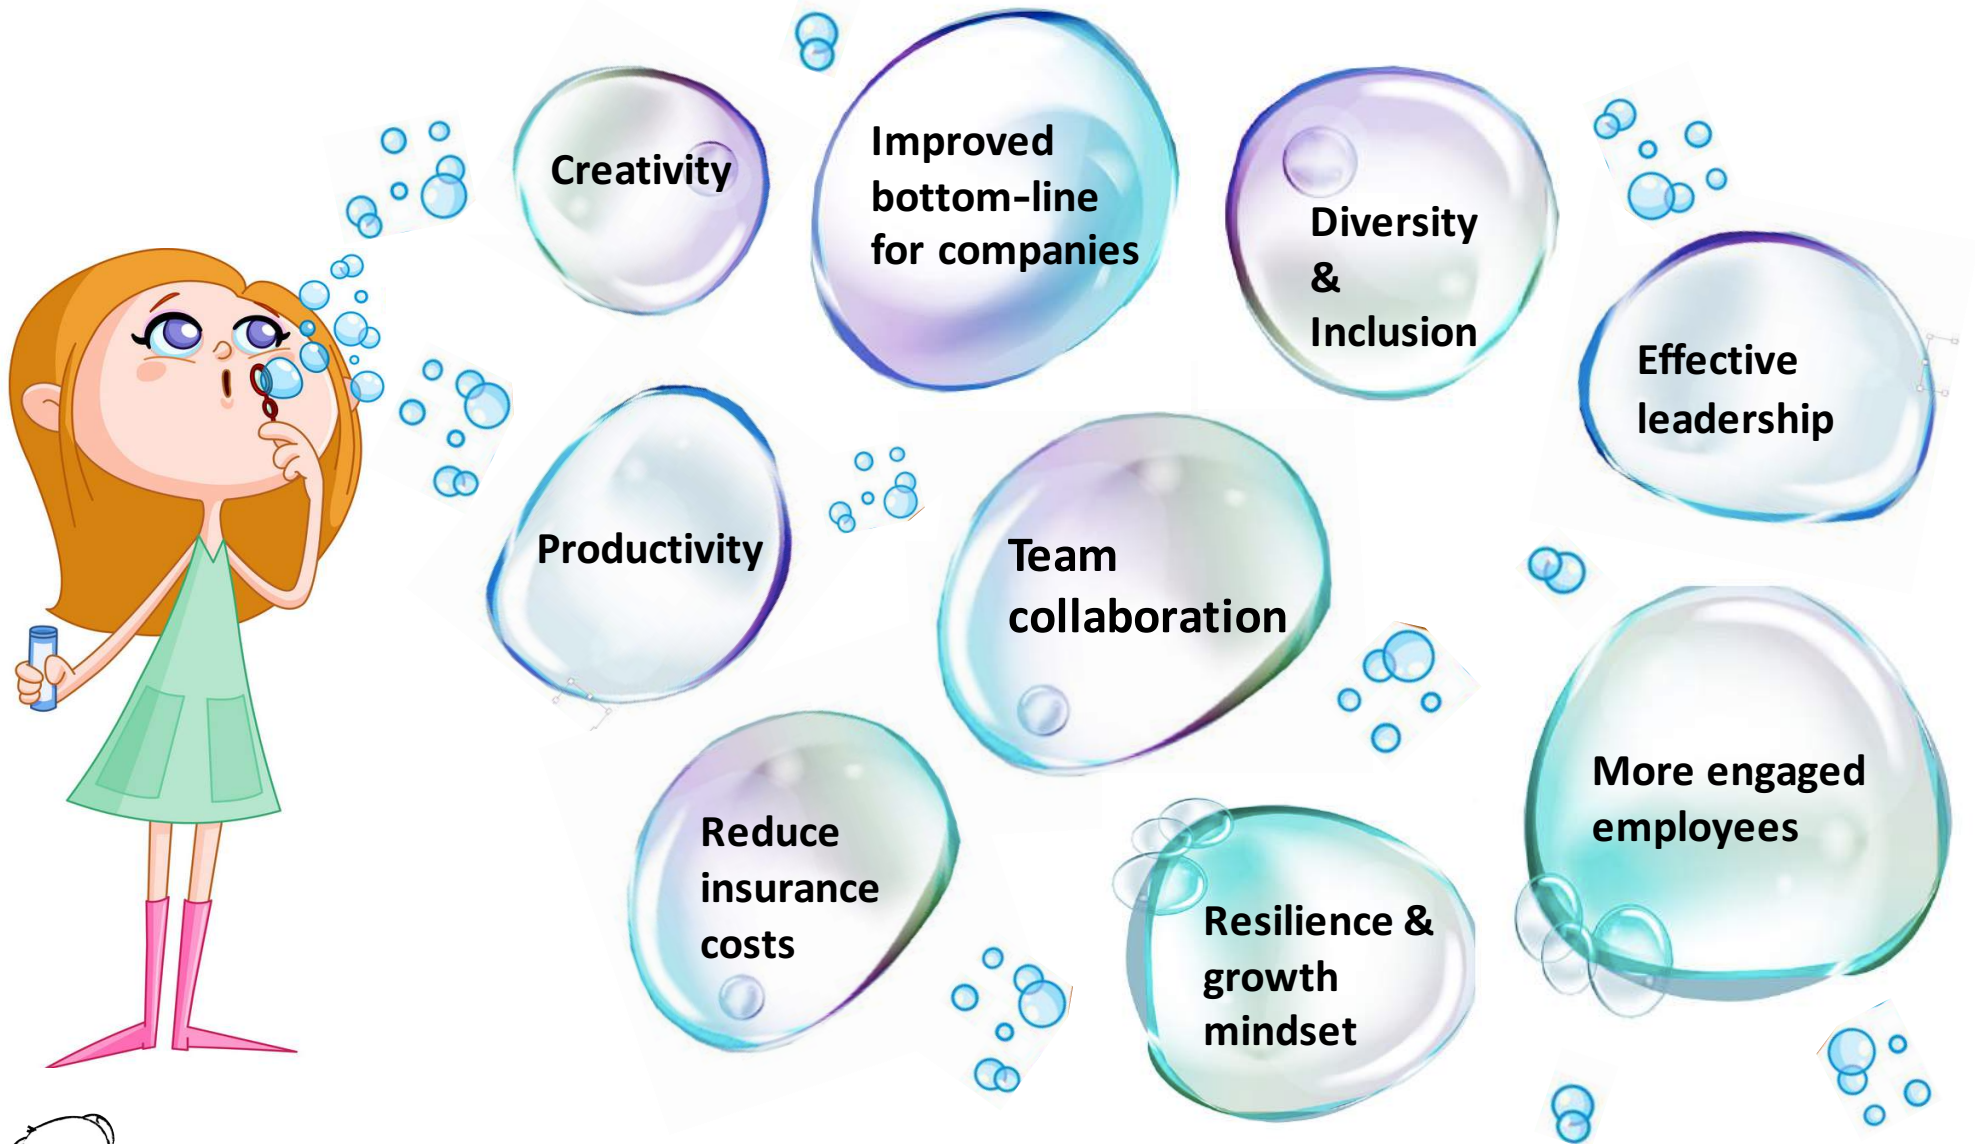 Creativity
Improved
bottom-line
for companies
Diversity
&
Inclusion
Effective
leadership
Productivity
Team
collaboration
More engaged
employees
Reduce
insurance
costs
Resilience &
growth
mindset